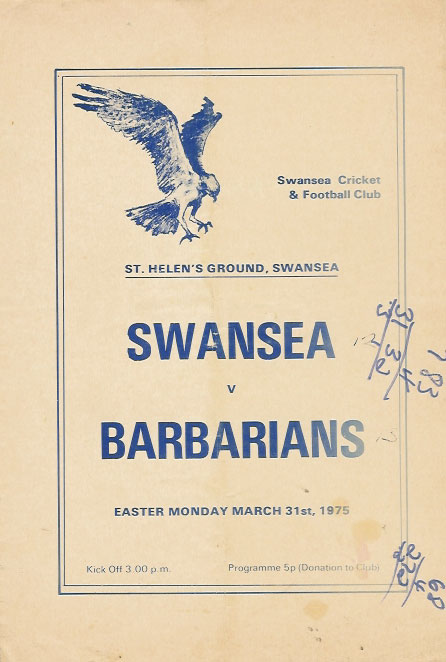 Swansea Cricket
& Football Club
ST. HELEN'S GROUND, SWANSEA
SWANSEA
v
BARBARIANS
EASTER MONDAY MARCH 31st, 1975
Kick Off 3.00 p.m.
Programme 5p (Donation to Club)
783